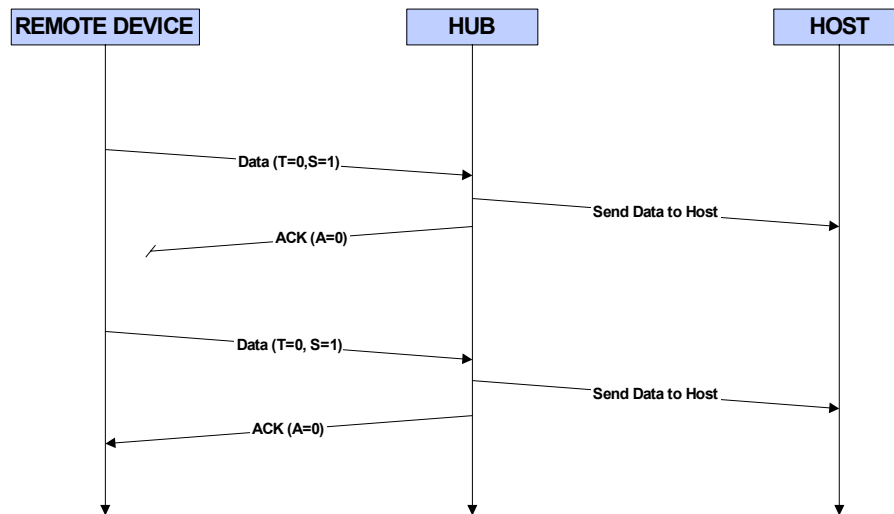 REMOTE DEVICE
HUB
HOST
Data (T=0,S=1)
Send Data to Host
ACK (A=0)
Data (T=0, S=1)
Send Data to Host
ACK (A=0)